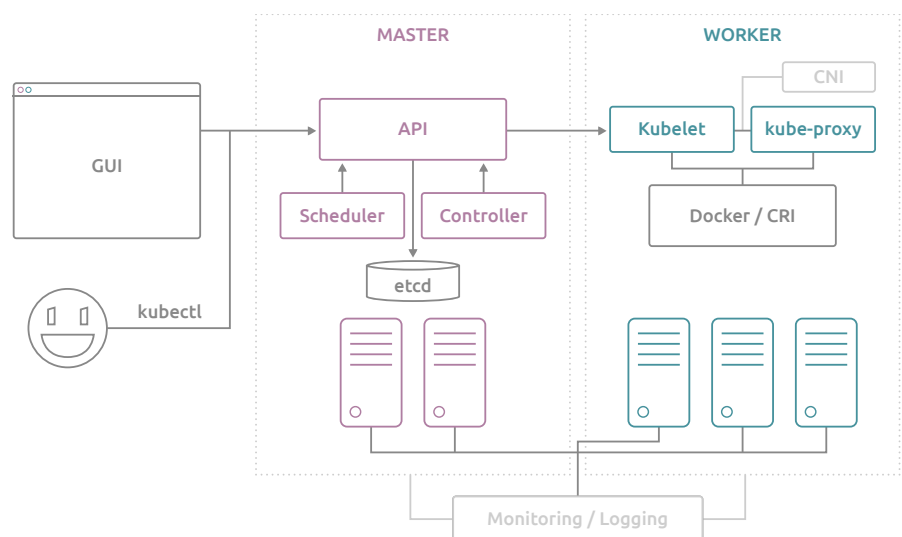 MASTER
WORKER
CNI
API
Kubelet
kube-proxy
GUI
Scheduler
Controller
Docker / CRI
etcd
kubectl
Monitoring / Logging